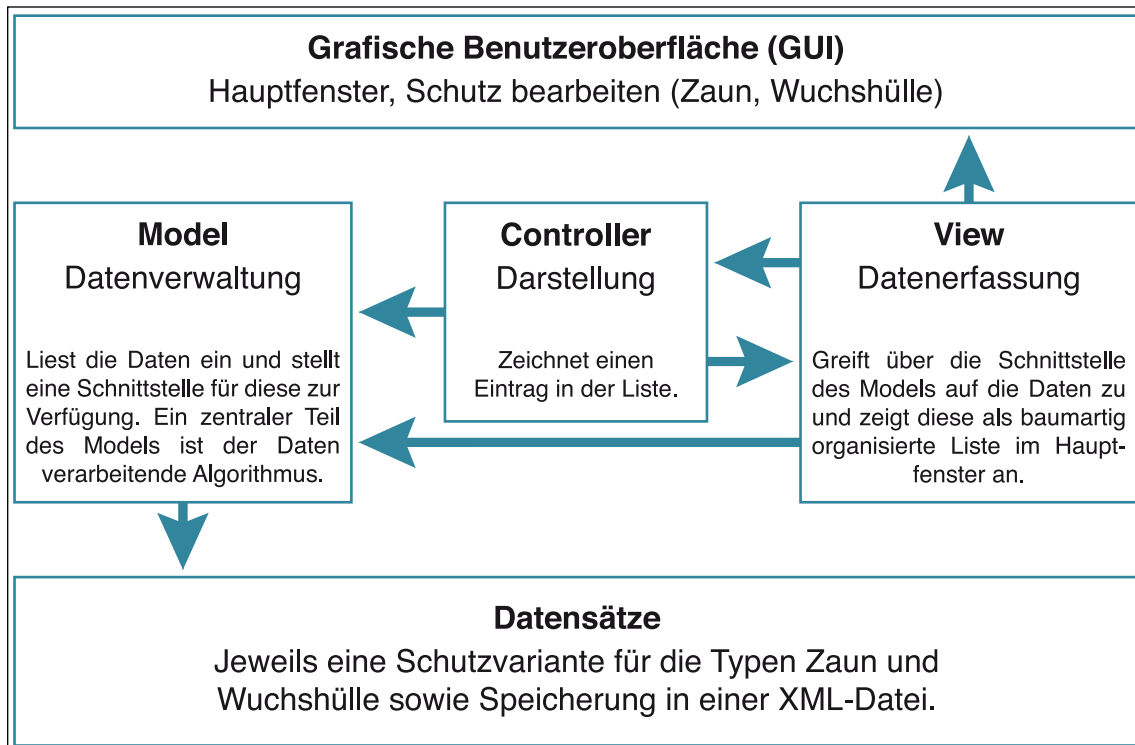 Grafische Benutzeroberfläche (GUI)
Hauptfenster, Schutz bearbeiten (Zaun, Wuchshülle)
Model
Datenverwaltung
Liest die Daten ein und stellt
eine Schnittstelle für diese zur
Verfügung. Ein zentraler Teil
des Models ist der Daten
verarbeitende Algorithmus.
Controller
Darstellung
Zeichnet einen
Eintrag in der Liste.
View
Datenerfassung
Greift über die Schnittstelle
des Models auf die Daten zu
und zeigt diese als baumartig
organisierte Liste im Haupt-
fenster an.
Datensätze
Jeweils eine Schutzvariante für die Typen Zaun und
Wuchshülle sowie Speicherung in einer XML-Datei.